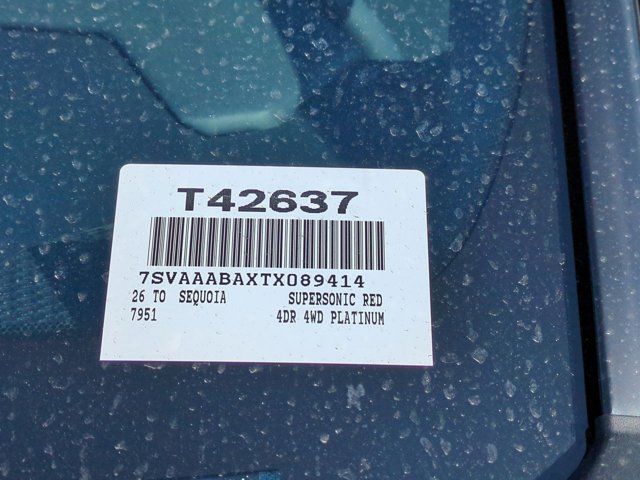 T42637
7SVAAABAXTX089414
26 TO SEQUOIA SUPERSONIC RED
7951 4DR 4WD PLATINUM